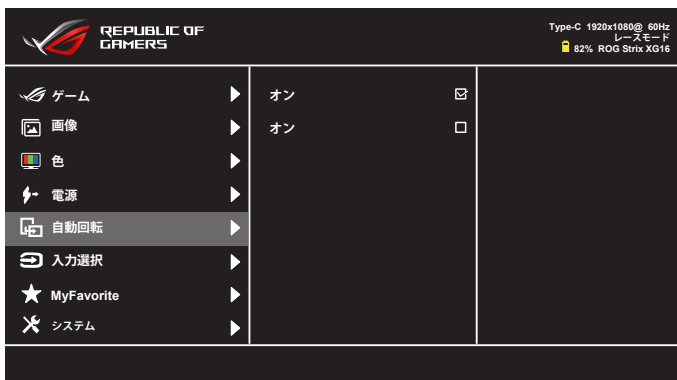 REPUBLIC OF
GAMERS
Type-C 1920x1080@ 60Hz
レースモード
82% ROG Strix XG16
ゲーム
オン
画像
オン
色
電源
自動回転
入力選択
MyFavorite
システム